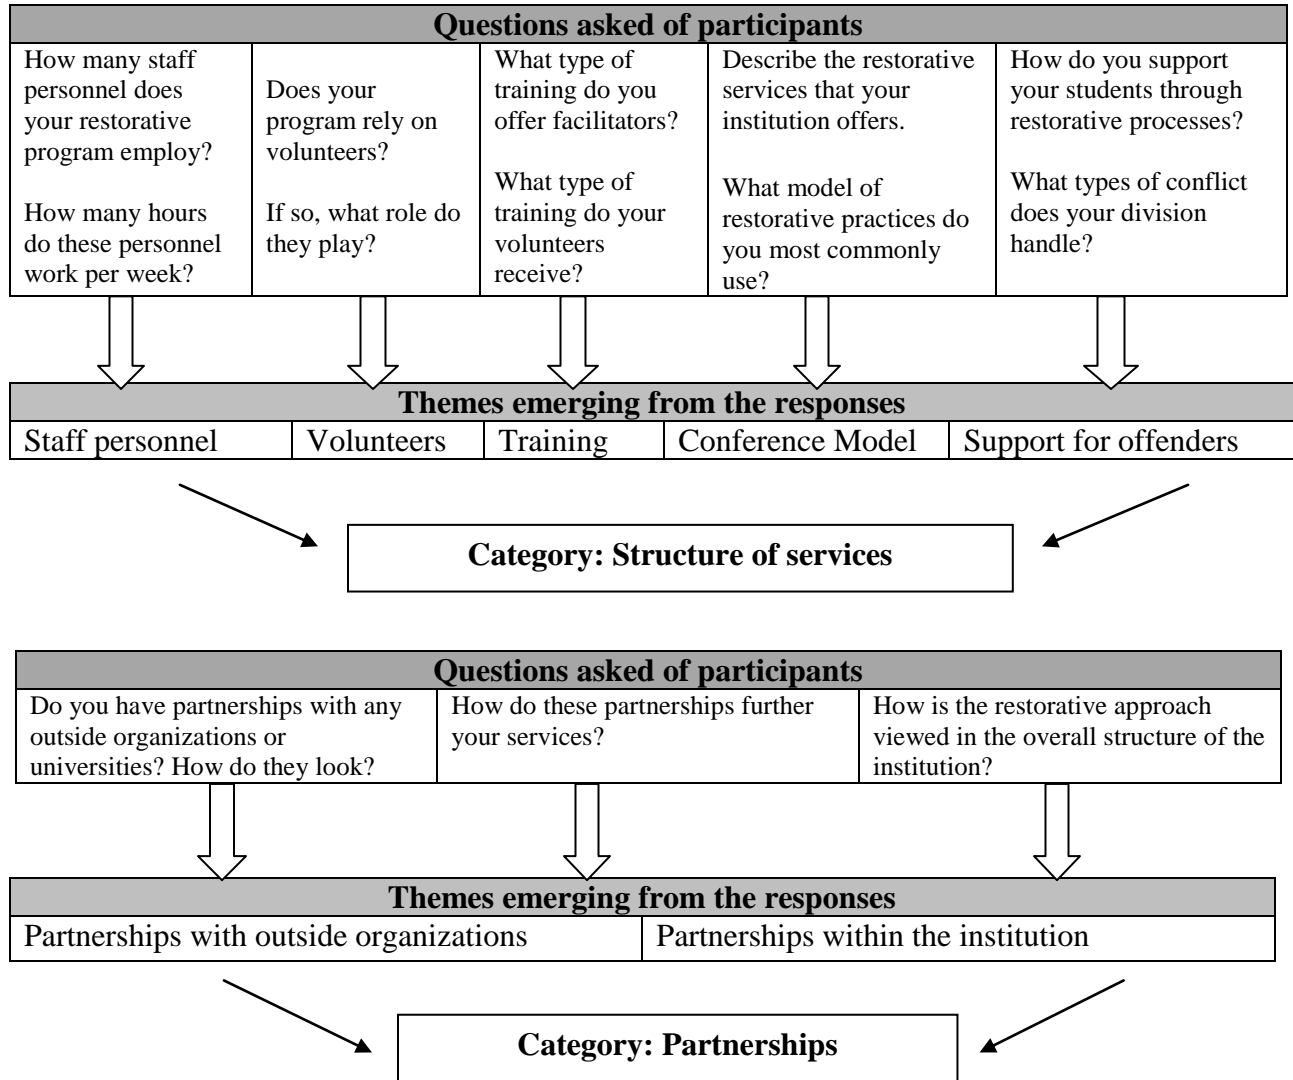 Questions asked of participants
How many staff
personnel does
your restorative
program employ?
How many hours
do these personnel
work per week?
Does your
program rely on
volunteers?
If so, what role do
they play?
What type of
training do you
offer facilitators?
What type of
training do your
volunteers
receive?
Describe the restorative
services that your
institution offers.
What model of
restorative practices do
you most commonly
use?
How do you support
your students through
restorative processes?
What types of conflict
does your division
handle?
Themes emerging from the responses
Staff personnel
Volunteers
Training
Conference Model
Support for offenders
Category: Structure of services
Questions asked of participants
Do you have partnerships with any
outside organizations or
universities? How do they look?
How do these partnerships further
your services?
How is the restorative approach
viewed in the overall structure of the
institution?
Themes emerging from the responses
Partnerships with outside organizations
Partnerships within the institution
Category: Partnerships